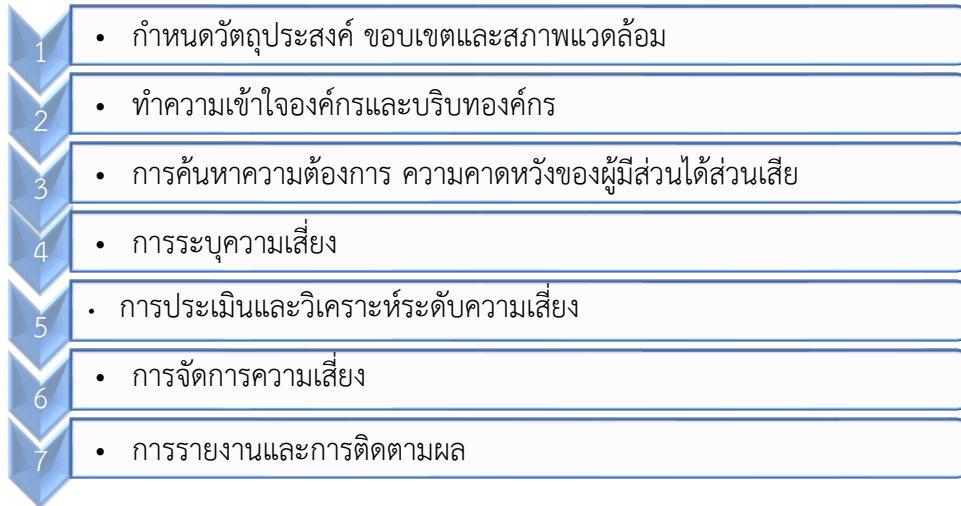 1 • กำหนดวัตถุประสงค์ ขอบเขตและสภาพแวดล้อม
2 • ทำความเข้าใจองค์กรและบริบทองค์กร
3 • การค้นหาความต้องการ ความคาดหวังของผู้มีส่วนได้ส่วนเสีย
4 • การระบุความเสี่ยง
5 • การประเมินและวิเคราะห์ระดับความเสี่ยง
6 • การจัดการความเสี่ยง
7 • การรายงานและการติดตามผล